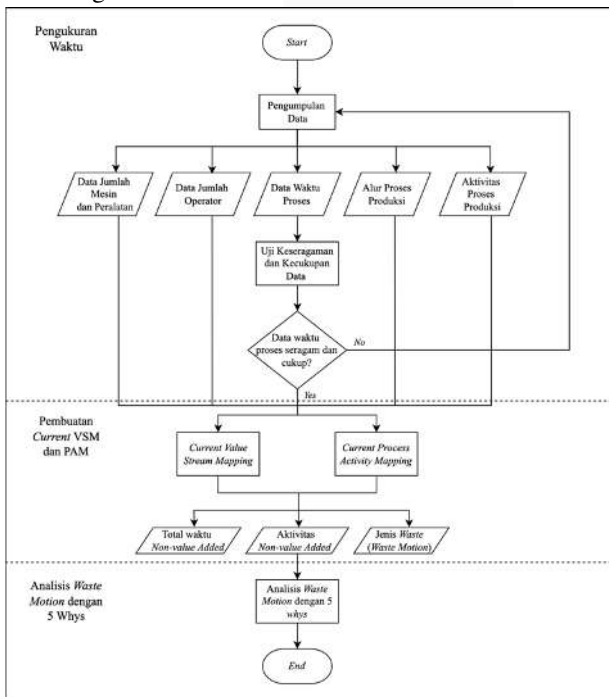 Pengukuran
Waktu
Start
Pengumpulan
Data
Data Jumlah
Mesin
dan Peralatan
Data Jumlah
Operator
Data Waktu
Proses
Alur Proses
Produksi
Aktivitas
Proses
Produksi
Uji Keseragaman
dan Kecukupan
Data
Data waktu
proses seragam dan
cukup?
No
Yes
Pembuatan
Current VSM
dan PAM
Current Value
Stream Mapping
Current Process
Activity Mapping
Total waktu
Non-value Added
Aktivitas
Non-value Added
Jenis Waste
(Waste Motion)
Analisis Waste
Motion dengan
5 Whys
Analisis Waste
Motion dengan 5
whys
End